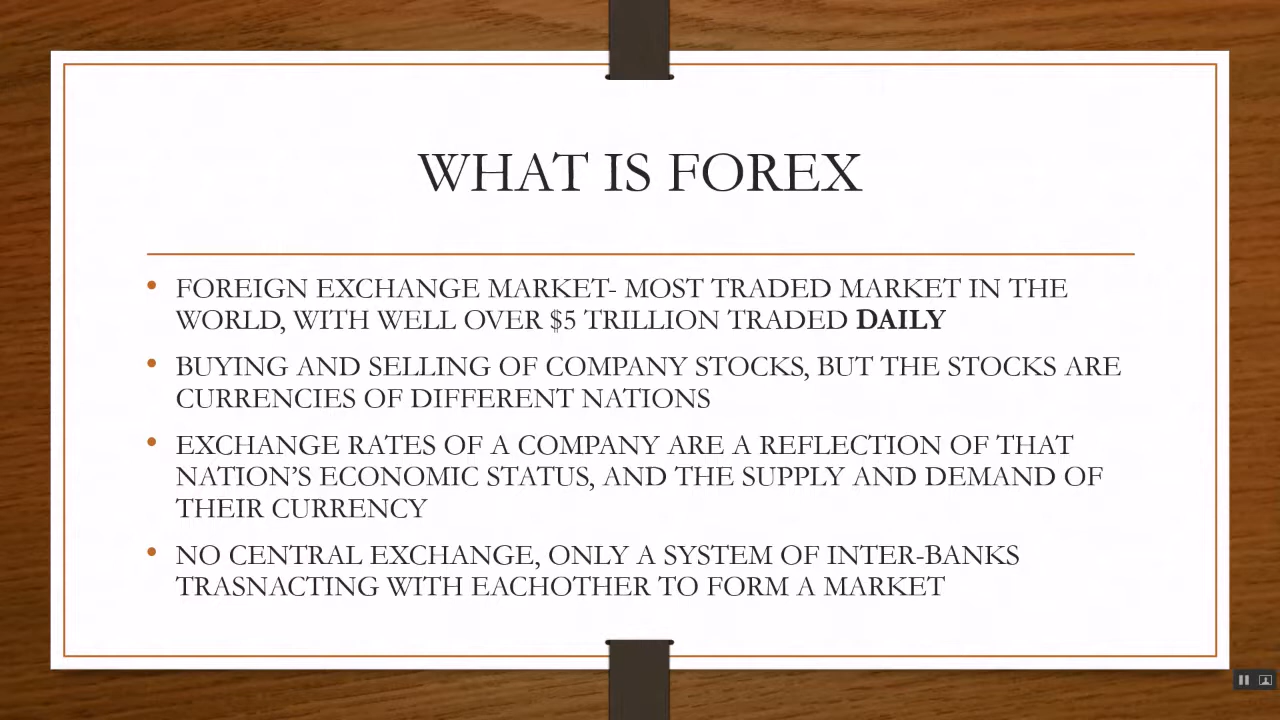 WHAT IS FOREX
• FOREIGN EXCHANGE MARKET- MOST TRADED MARKET IN THE
WORLD, WITH WELL OVER $5 TRILLION TRADED DAILY
• BUYING AND SELLING OF COMPANY STOCKS, BUT THE STOCKS ARE
CURRENCIES OF DIFFERENT NATIONS
• EXCHANGE RATES OF A COMPANY ARE A REFLECTION OF THAT
NATION’S ECONOMIC STATUS, AND THE SUPPLY AND DEMAND OF
THEIR CURRENCY
• NO CENTRAL EXCHANGE, ONLY A SYSTEM OF INTER-BANKS
TRASNACTING WITH EACHOTHER TO FORM A MARKET